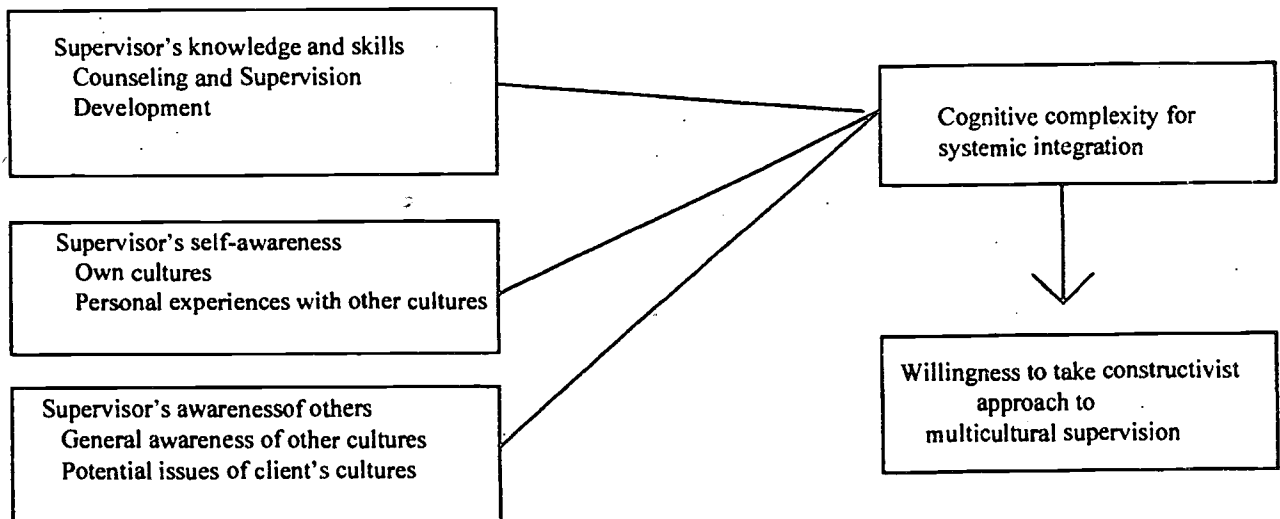 Supervisor's knowledge and skills
Counseling and Supervision
Development
Supervisor's self-awareness
Own cultures
Personal experiences with other cultures
Supervisor's awarenessof others
General awareness of other cultures
Potential issues of client's cultures
Cognitive complexity for
systemic integration
Willingness to take constructivist
approach to
multicultural supervision